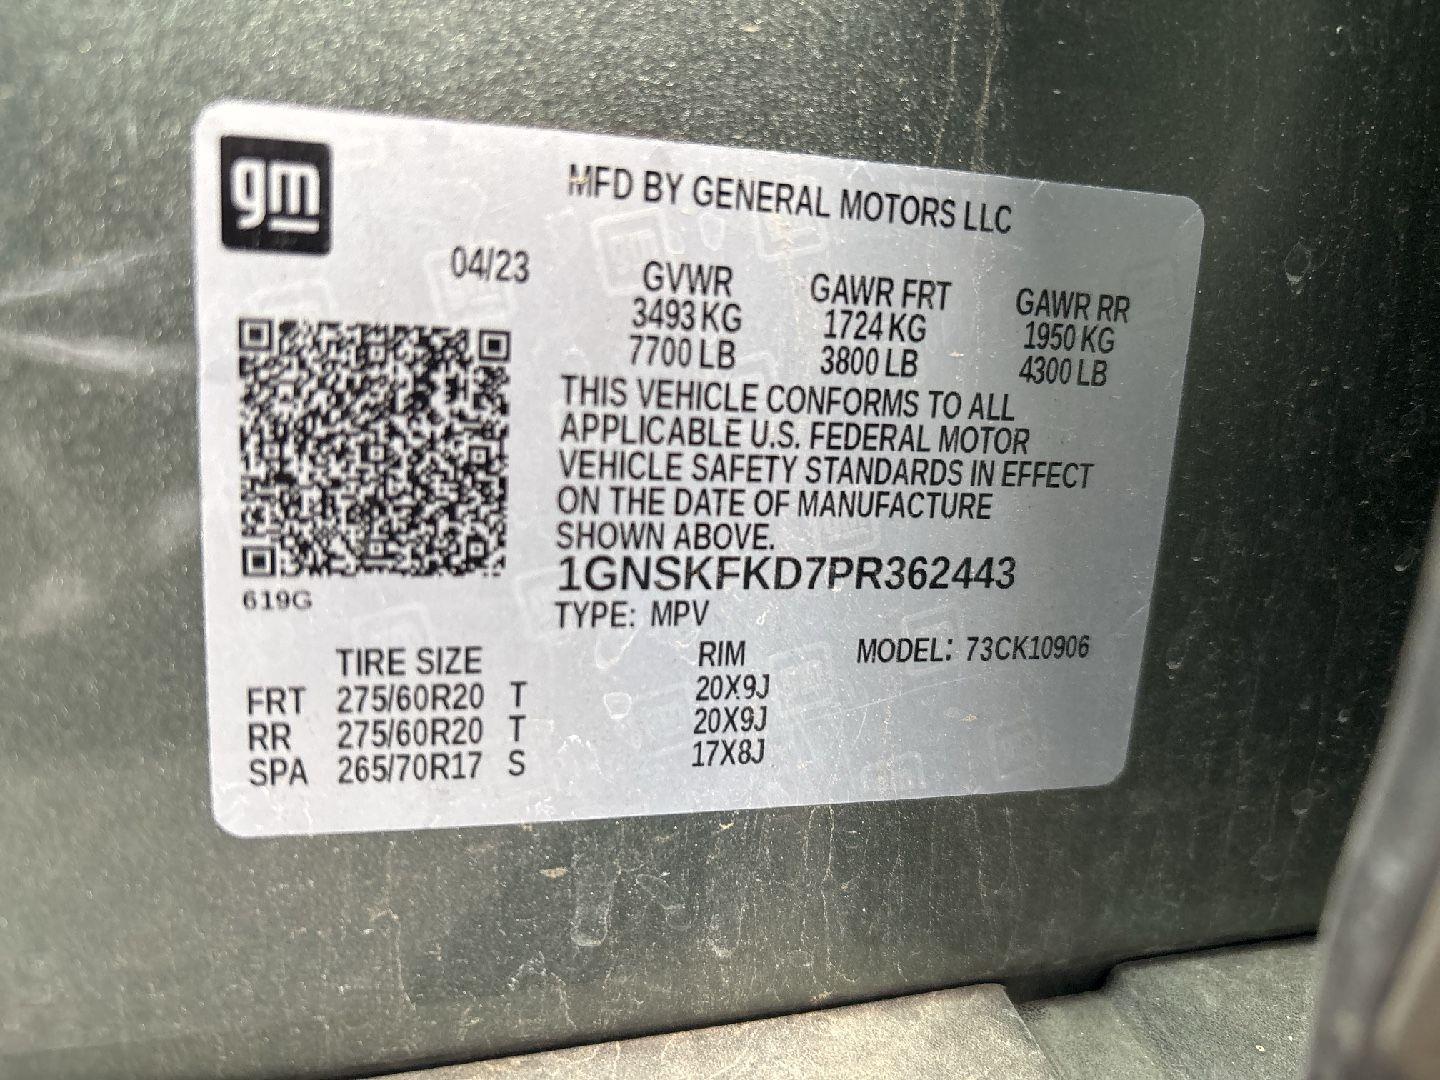 gm
MFD BY GENERAL MOTORS LLC
04/23
GVWR GAWR FRT GAWR RR
3493 KG 1724 KG 1950 KG
7700 LB 3800 LB 4300 LB
THIS VEHICLE CONFORMS TO ALL
APPLICABLE U.S. FEDERAL MOTOR
VEHICLE SAFETY STANDARDS IN EFFECT
ON THE DATE OF MANUFACTURE
SHOWN ABOVE.
1GNSKFKD7PR362443
619G
TYPE: MPV
MODEL: 73CK10906
TIRE SIZE RIM
FRT 275/60R20 T 20X9J
RR 275/60R20 T 20X9J
SPA 265/70R17 S 17X8J